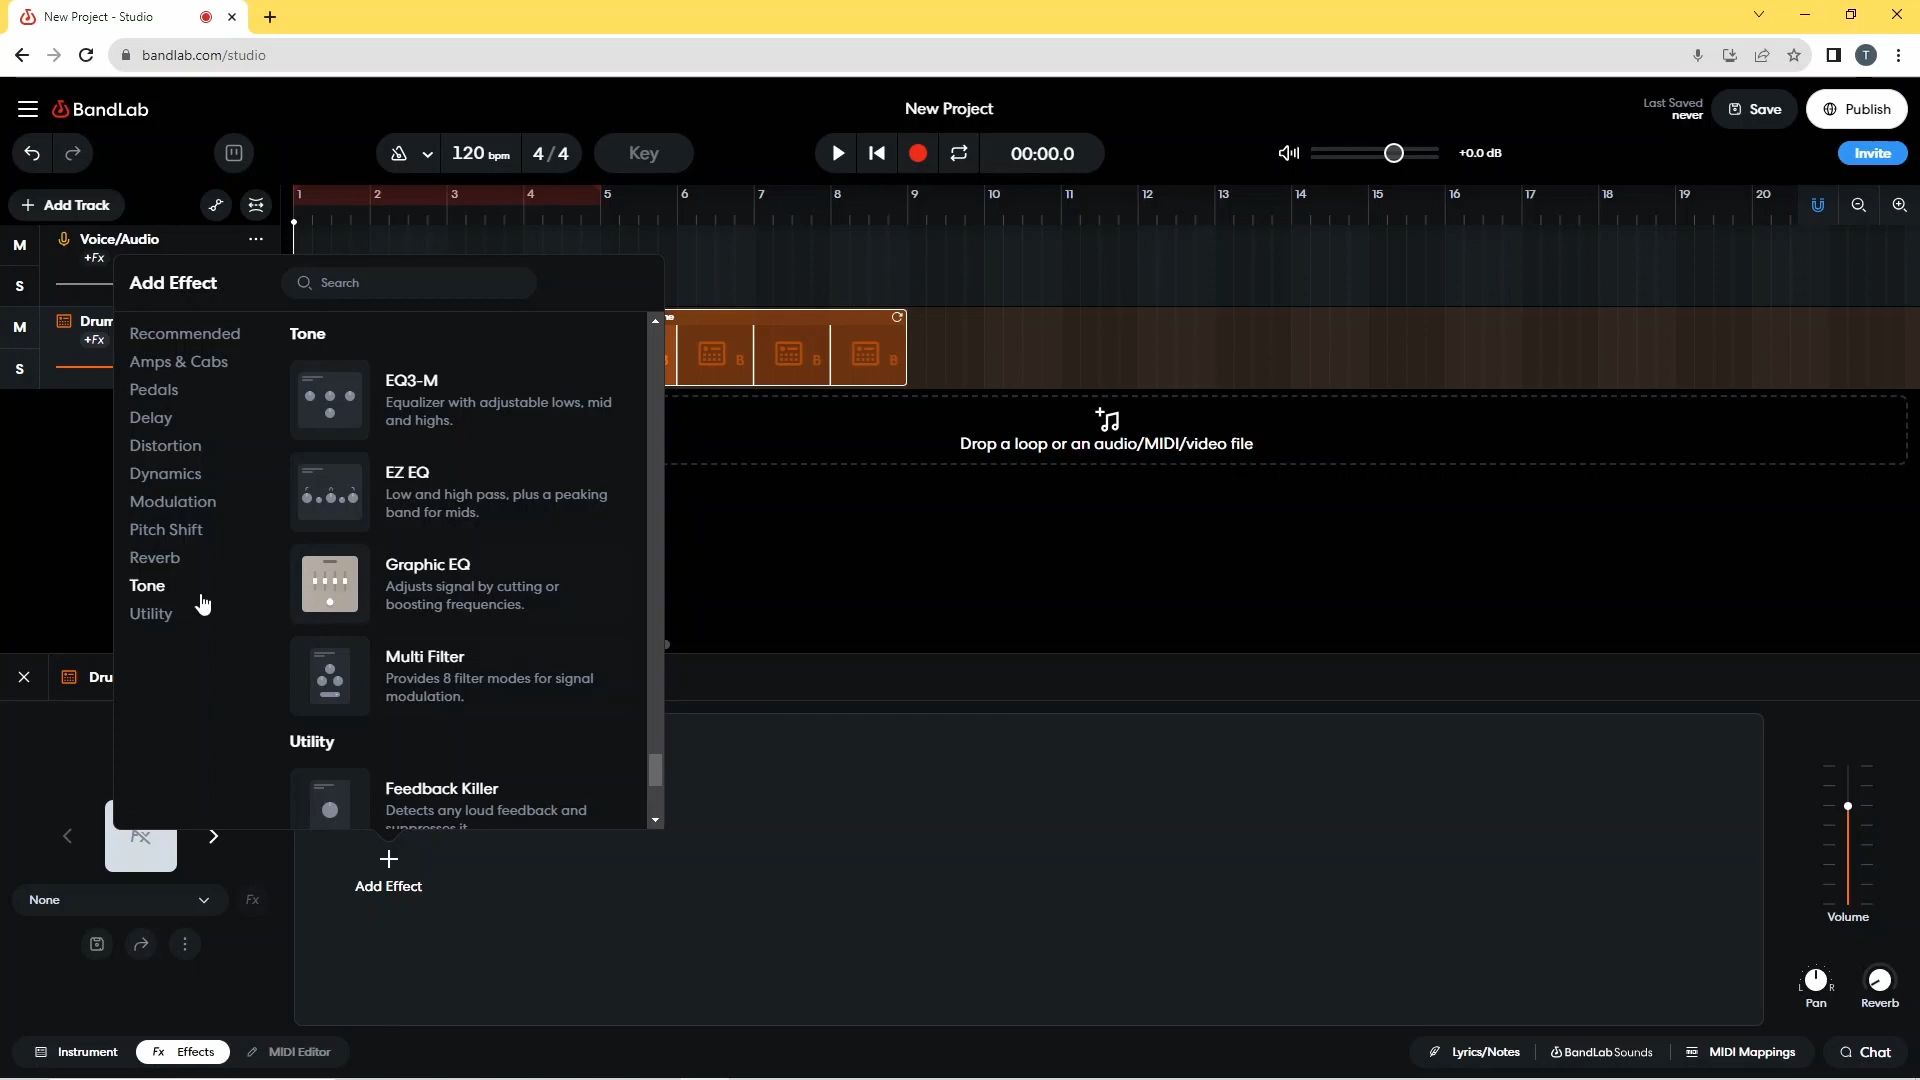 New Project - Studio
bandlab.com/studio
T
BandLab
New Project
Last Saved
never
Save
Publish
120 bpm
4/4
Key
00:00.0
+0.0 dB
Invite
Add Track
1 2 3 4 5 6 7 8 9 10 11 12 13 14 15 16 17 18 19 20
M
Voice/Audio
+Fx
S
M
Drum
+Fx
S
B
B
B
Drop a loop or an audio/MIDI/video file
Add Effect
Search
Recommended
Amps & Cabs
Pedals
Delay
Distortion
Dynamics
Modulation
Pitch Shift
Reverb
Tone
Utility
Tone
EQ3-M
Equalizer with adjustable lows, mid
and highs.
EZ EQ
Low and high pass, plus a peaking
band for mids.
Graphic EQ
Adjusts signal by cutting or
boosting frequencies.
Multi Filter
Provides 8 filter modes for signal
modulation.
Utility
Feedback Killer
Detects any loud feedback and
suppresses it.
Dru
None
Fx
Add Effect
Volume
L R
Pan
Reverb
Instrument
Fx Effects
MIDI Editor
Lyrics/Notes
BandLab Sounds
MIDI Mappings
Chat